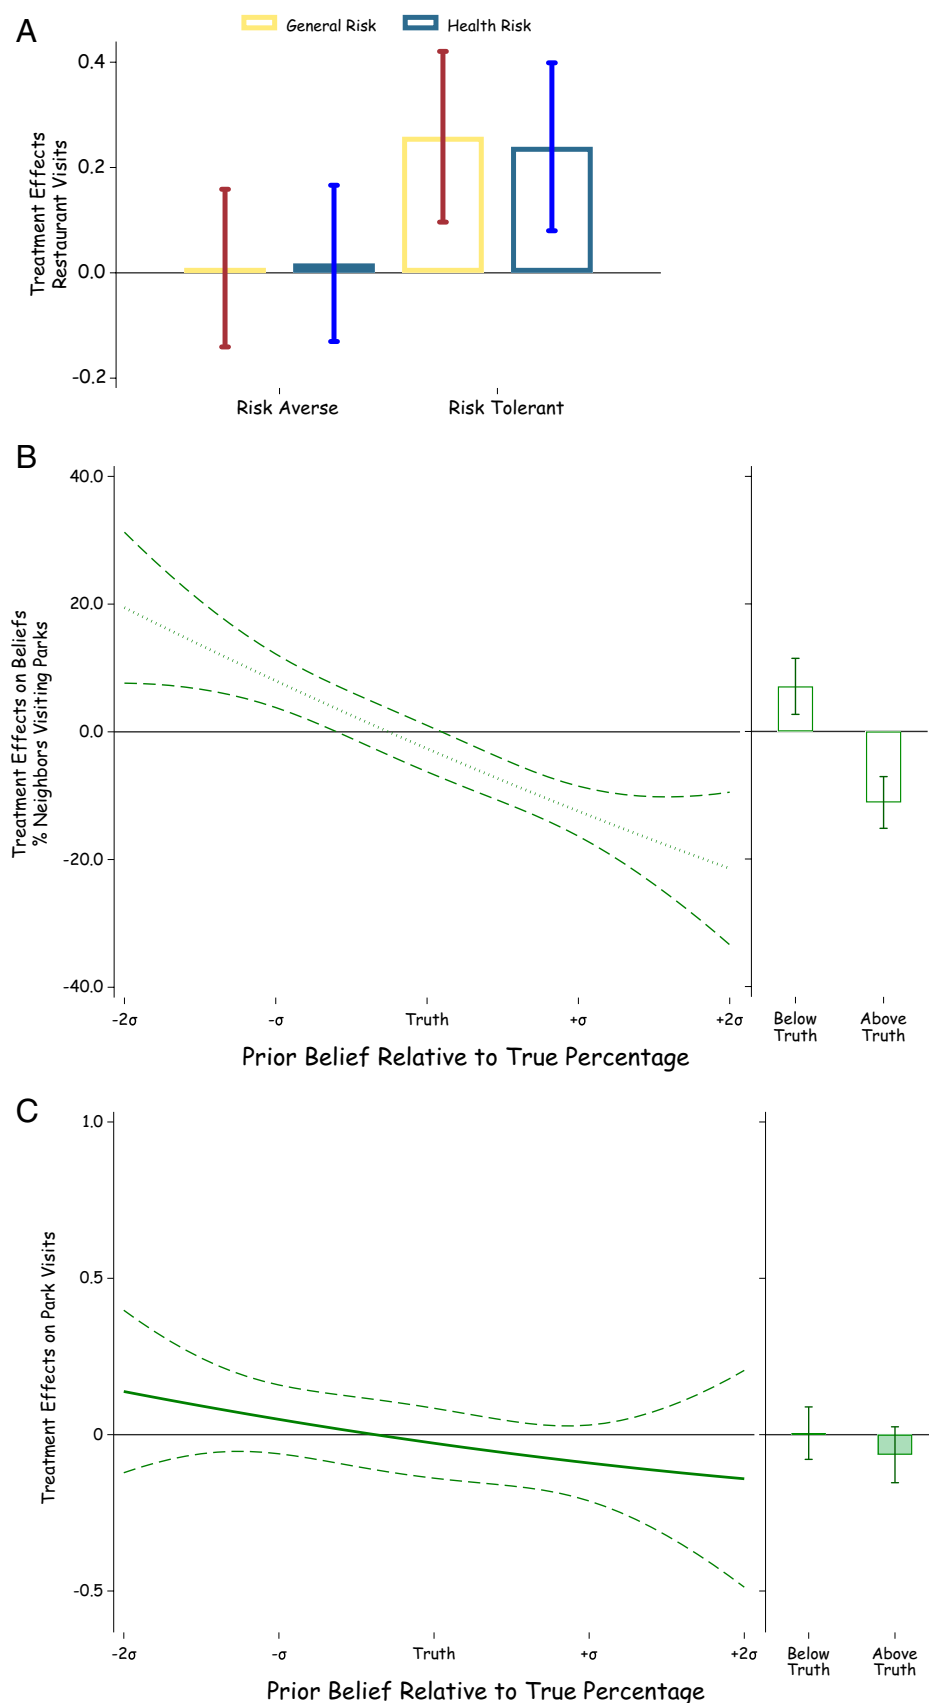 A
General Risk
Health Risk
Treatment Effects
Restaurant Visits
0.4
0.2
0.0
-0.2
Risk Averse
Risk Tolerant
B
Treatment Effects on Beliefs
% Neighbors Visiting Parks
40.0
20.0
0.0
-20.0
-40.0
-2σ
-σ
Truth
+σ
+2σ
Below
Truth
Above
Truth
Prior Belief Relative to True Percentage
C
Treatment Effects on Park Visits
1.0
0.5
0
-0.5
-2σ
-σ
Truth
+σ
+2σ
Below
Truth
Above
Truth
Prior Belief Relative to True Percentage